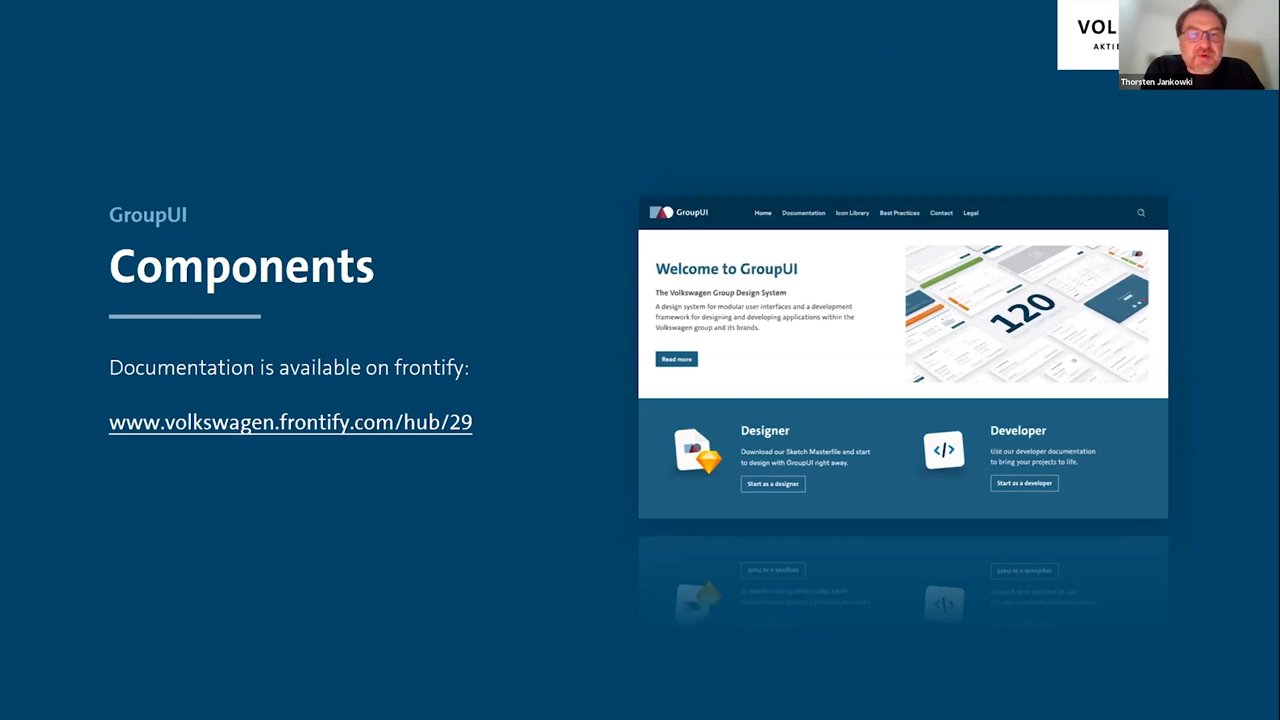 VOL
AKTIE
Thorsten Jankowki
GroupUI
Components
Documentation is available on frontify:
www.volkswagen.frontify.com/hub/29
GroupUI Home Documentation Icon Library Best Practices Contact Legal
Welcome to GroupUI
The Volkswagen Group Design System
A design system for modular user interfaces and a development
framework for designing and developing applications within the
Volkswagen group and its brands.
Read more
120
Designer
Download our Sketch Masterfile and start
to design with GroupUI right away.
Start as a designer
Developer
Use our developer documentation
to bring your projects to life.
Start as a developer